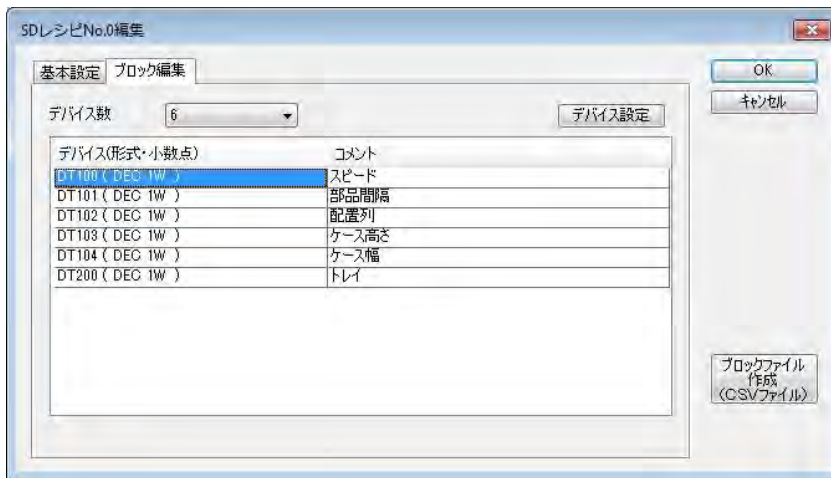 SDレシピNo.0編集
基本設定 ブロック編集
OK
キャンセル
デバイス数 6 デバイス設定
デバイス(形式・小数点) コメント
DT100 ( DEC 1W ) スピード
DT101 ( DEC 1W ) 部品間隔
DT102 ( DEC 1W ) 配置列
DT103 ( DEC 1W ) ケース高さ
DT104 ( DEC 1W ) ケース幅
DT200 ( DEC 1W ) トレイ
ブロックファイル
作成
(CSVファイル)